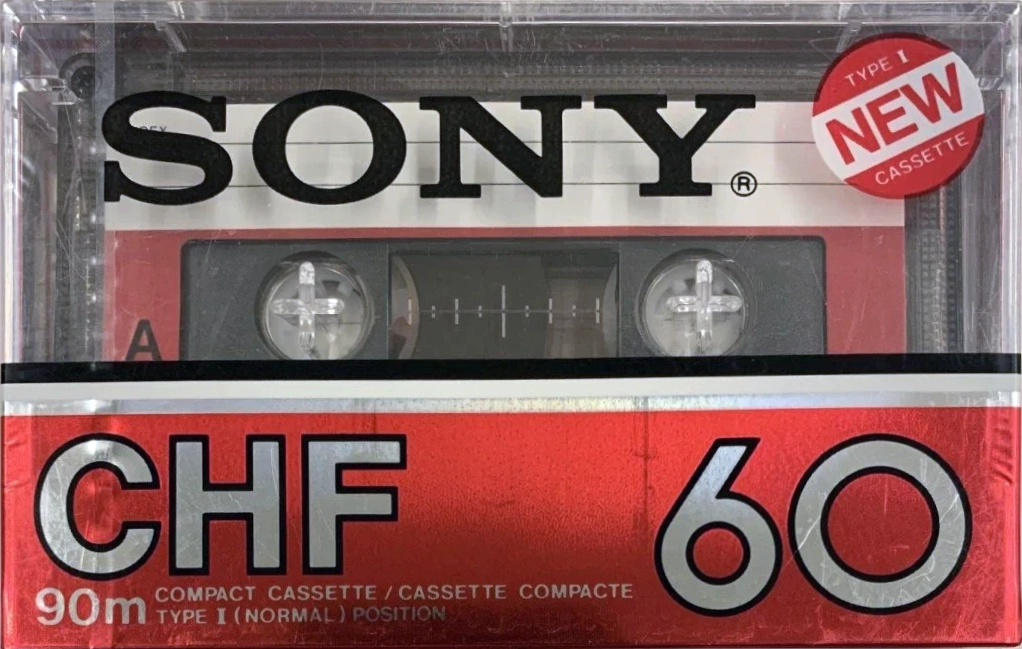 SONY®
TYPE I
NEW
CASSETTE
A
CHF 60
90m COMPACT CASSETTE / CASSETTE COMPACTE
TYPE I (NORMAL) POSITION